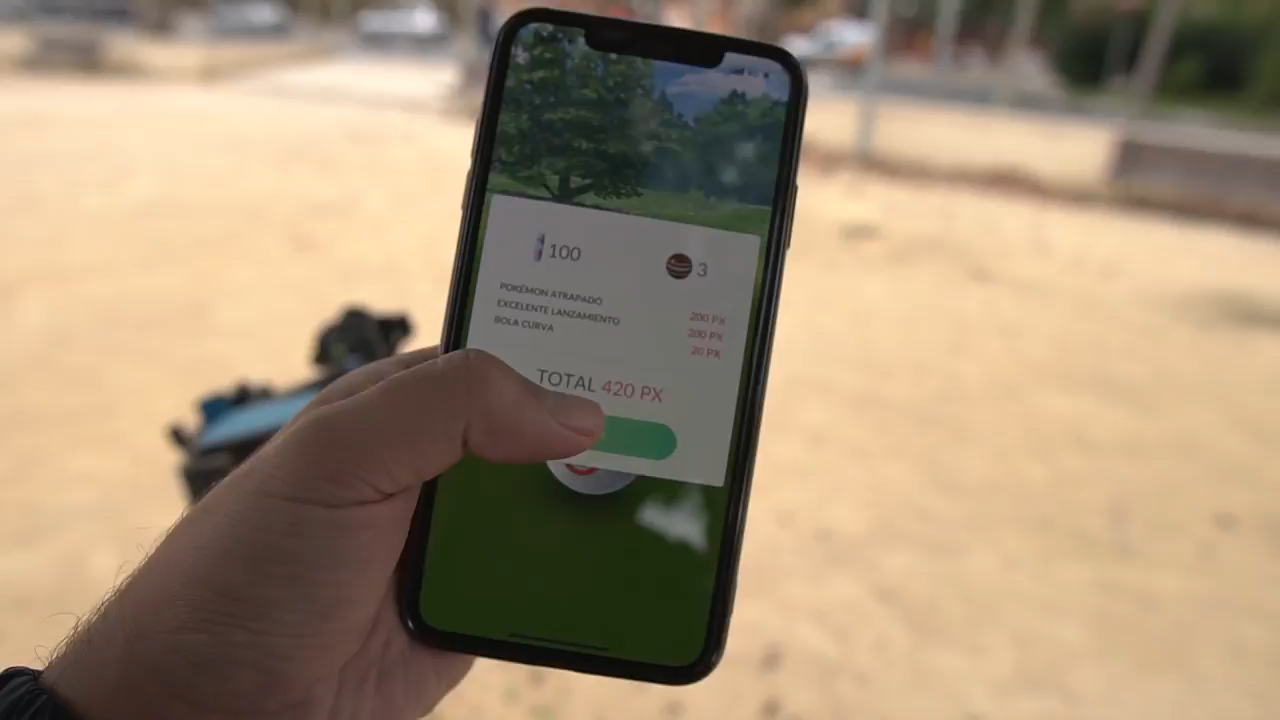 100
3
POKÉMON ATRAPADO 200 PX
EXCELENTE LANZAMIENTO 200 PX
BOLA CURVA 20 PX
TOTAL 420 PX